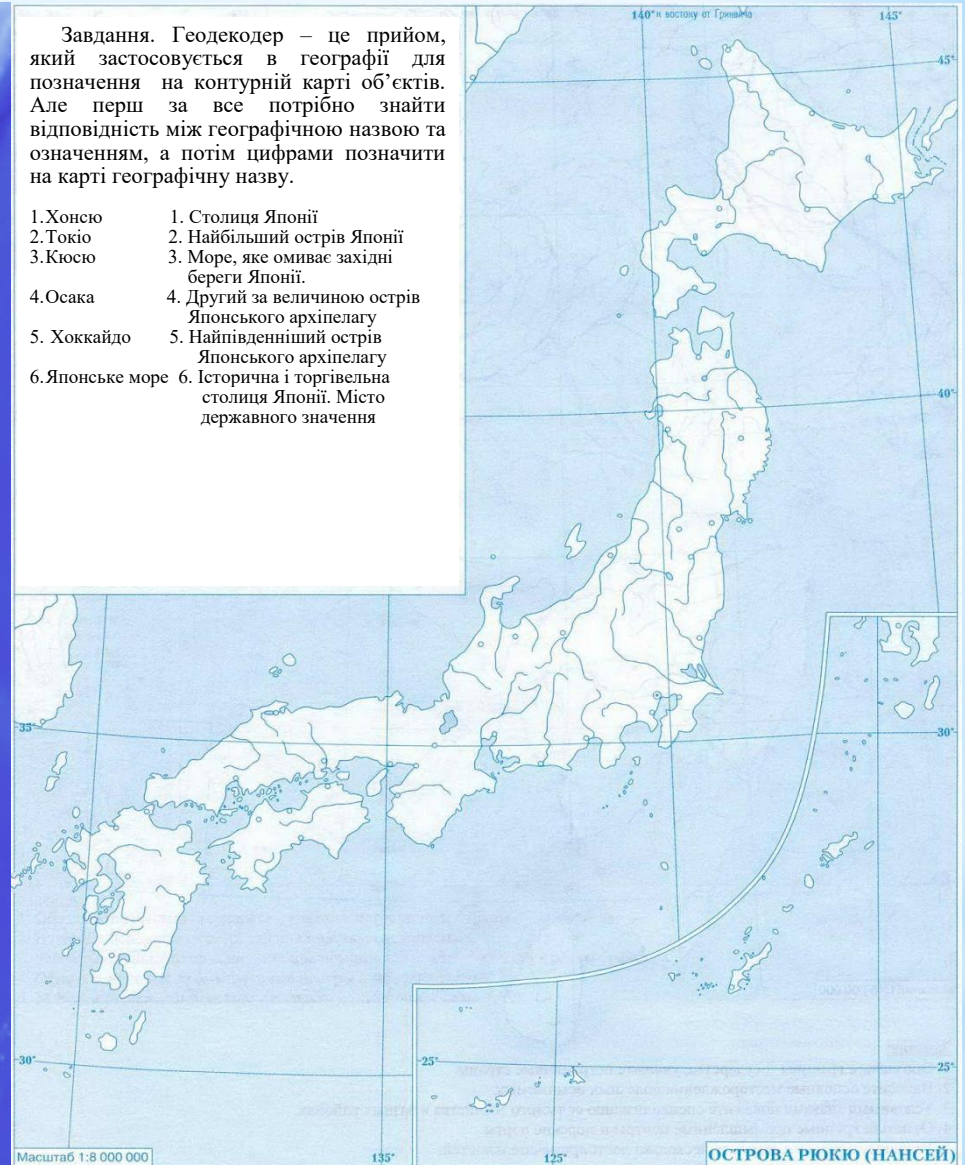 Завдання. Геодекодер – це прийом,
який застосовується в географії для
позначення на контурній карті об’єктів.
Але перш за все потрібно знайти
відповідність між географічною назвою та
означенням, а потім цифрами позначити
на карті географічну назву.
1.Хонсю 1. Столиця Японії
2.Токіо 2. Найбільший острів Японії
3.Кюсю 3. Море, яке омиває західні
береги Японії.
4.Осака 4. Другий за величиною острів
Японського архіпелагу
5. Хоккайдо 5. Найпівденніший острів
Японського архіпелагу
6.Японське море 6. Історична і торгівельна
столиця Японії. Місто
державного значення
140° к востоку от Гринвича
145°
45°
40°
35°
30°
30°
25°
25°
135°
125°
Масштаб 1:8 000 000
ОСТРОВА РЮКЮ (НАНСЕЙ)